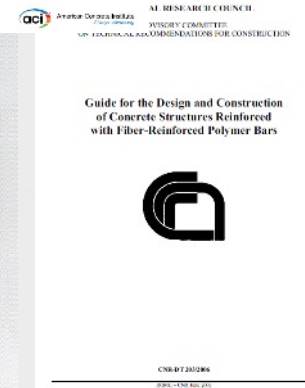 aci
American Concrete Institute
AL RESEARCH COUNCIL
VISORY COMMITTEE
ON TECHNICAL RECOMMENDATIONS FOR CONSTRUCTION
Guide for the Design and Construction
of Concrete Structures Reinforced
with Fiber-Reinforced Polymer Bars
CNR-DT 203/2006